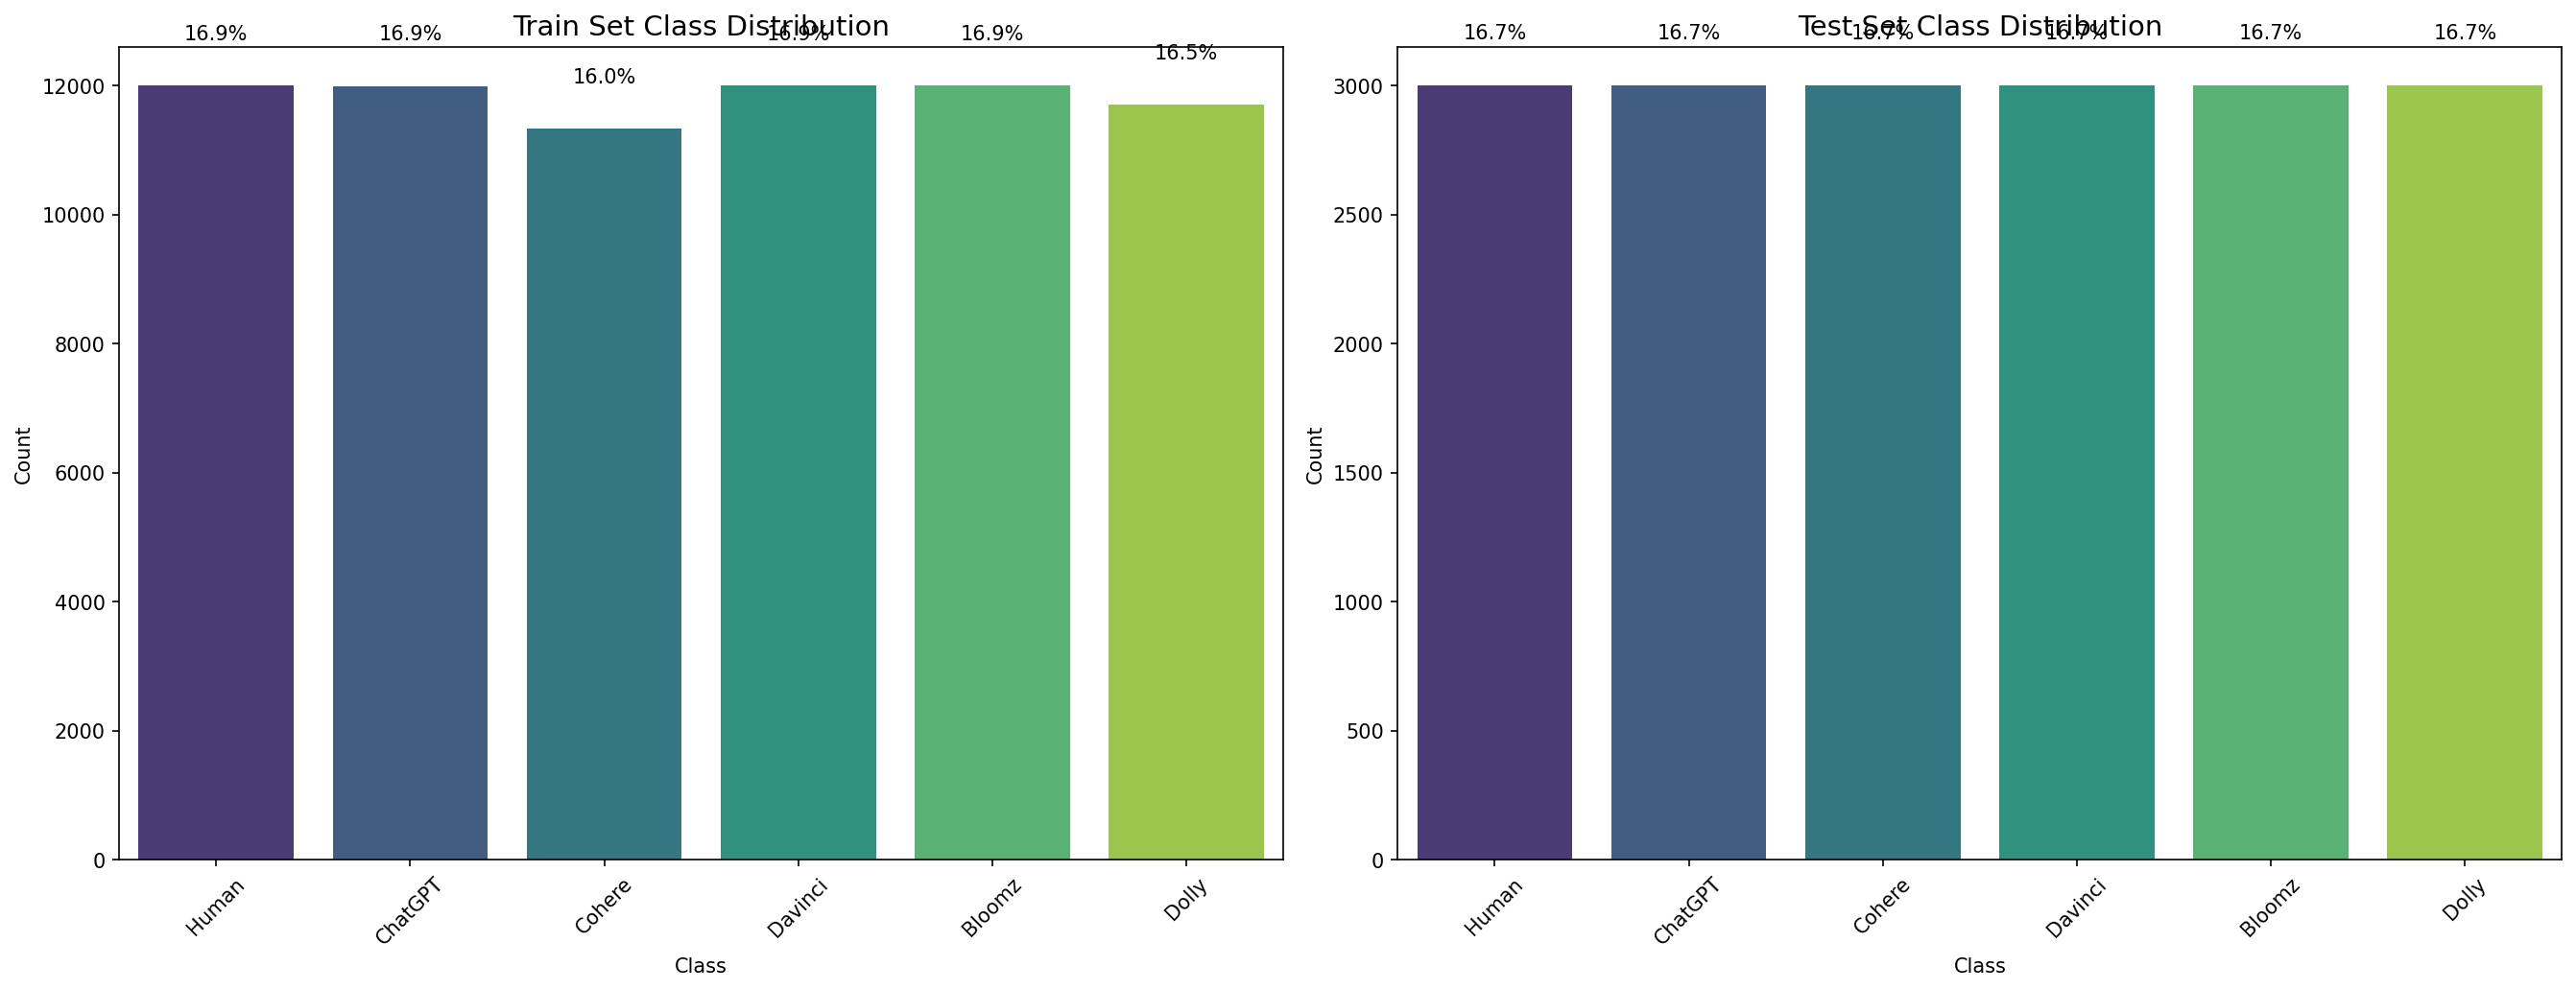 Train Set Class Distribution
16.9%
16.9%
16.0%
16.9%
16.9%
16.5%
Count
12000
10000
8000
6000
4000
2000
0
Human
ChatGPT
Cohere
Davinci
Bloomz
Dolly
Class
Test Set Class Distribution
16.7%
16.7%
16.7%
16.7%
16.7%
16.7%
Count
3000
2500
2000
1500
1000
500
0
Human
ChatGPT
Cohere
Davinci
Bloomz
Dolly
Class